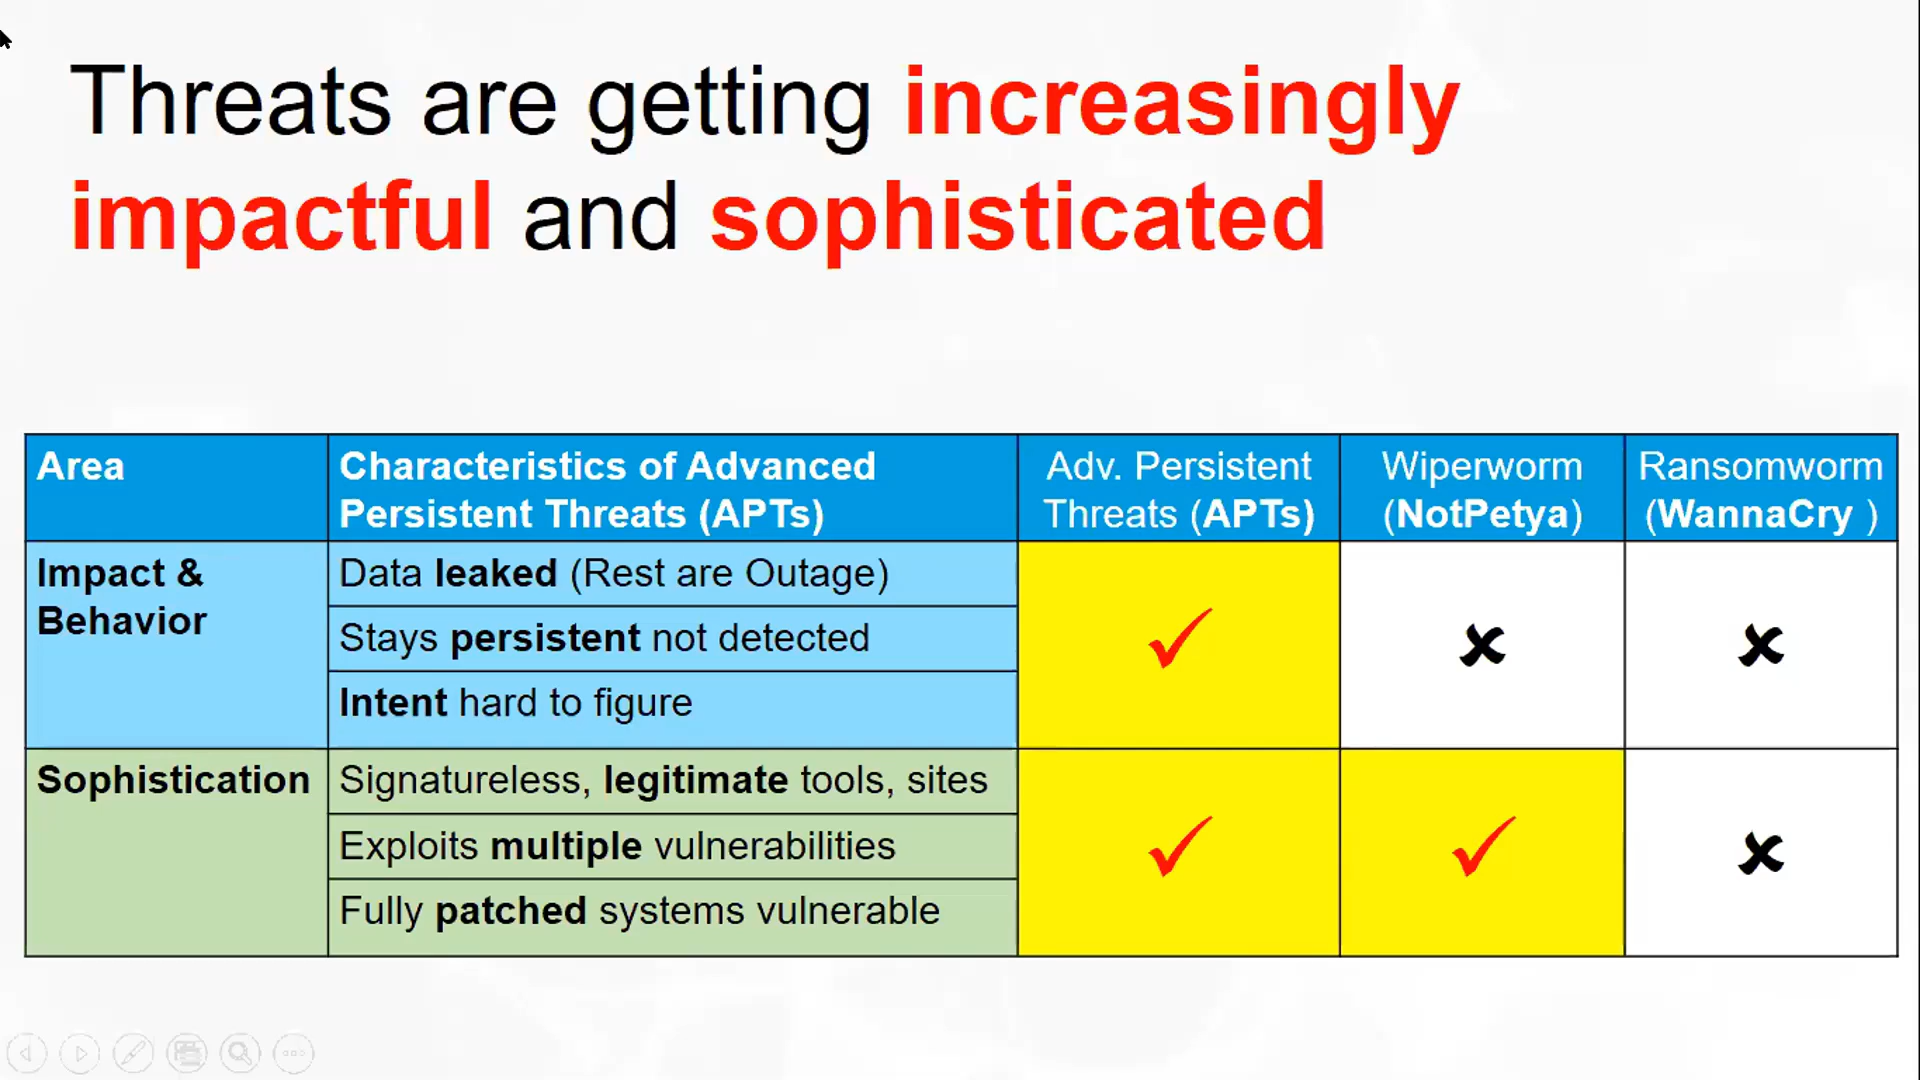 Threats are getting increasingly
impactful and sophisticated
Area
Characteristics of Advanced
Persistent Threats (APTs)
Adv. Persistent
Threats (APTs)
Wiperworm
(NotPetya)
Ransomworm
(WannaCry )
Impact &
Behavior
Data leaked (Rest are Outage)
Stays persistent not detected
Intent hard to figure
Sophistication
Signatureless, legitimate tools, sites
Exploits multiple vulnerabilities
Fully patched systems vulnerable